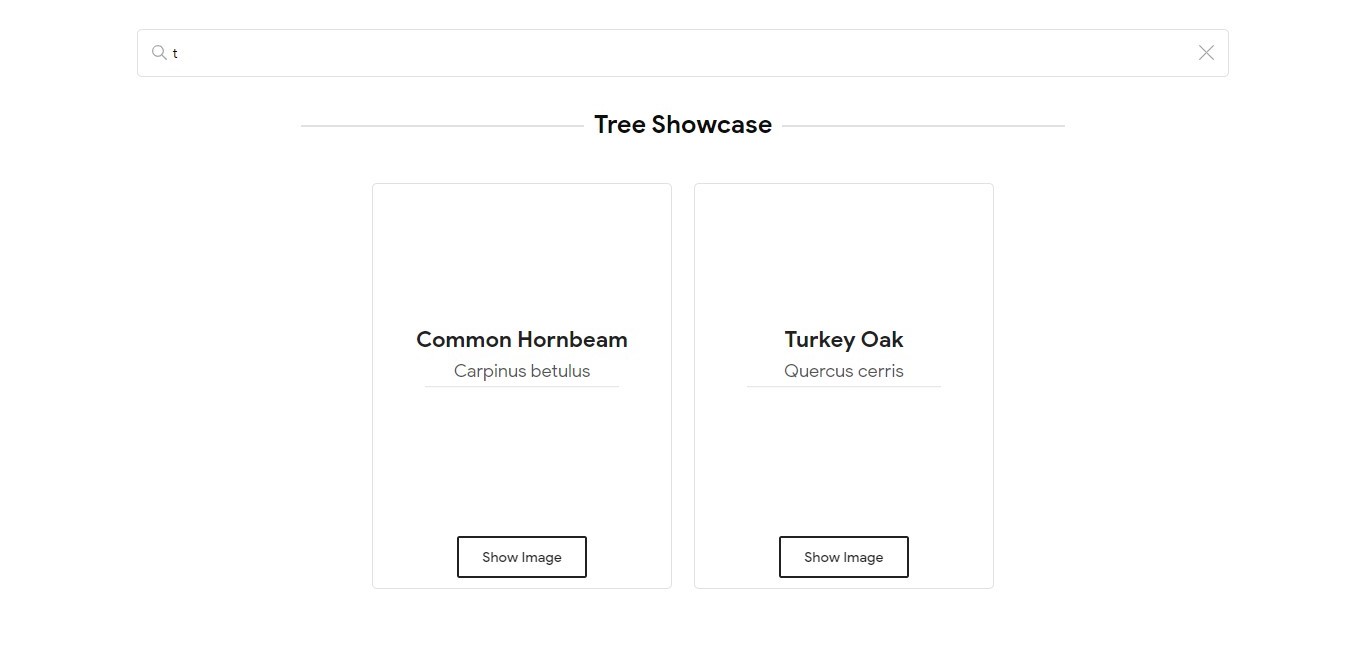 t
Tree Showcase
Common Hornbeam
Carpinus betulus
Show Image
Turkey Oak
Quercus cerris
Show Image